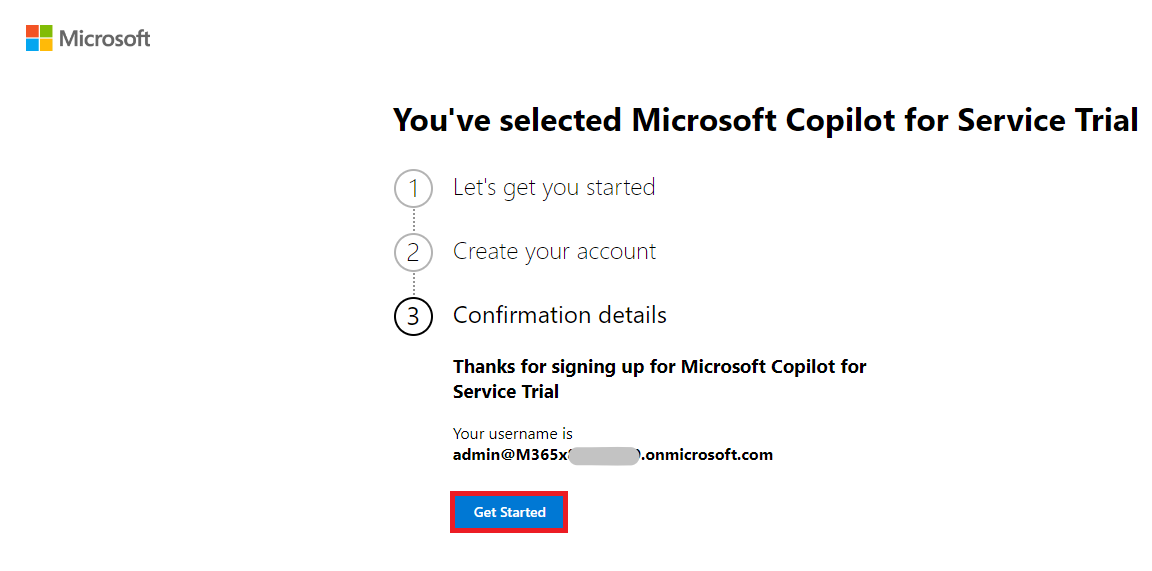 Microsoft
You've selected Microsoft Copilot for Service Trial
1 Let's get you started
2 Create your account
3 Confirmation details
Thanks for signing up for Microsoft Copilot for
Service Trial
Your username is
admin@M365x .onmicrosoft.com
Get Started